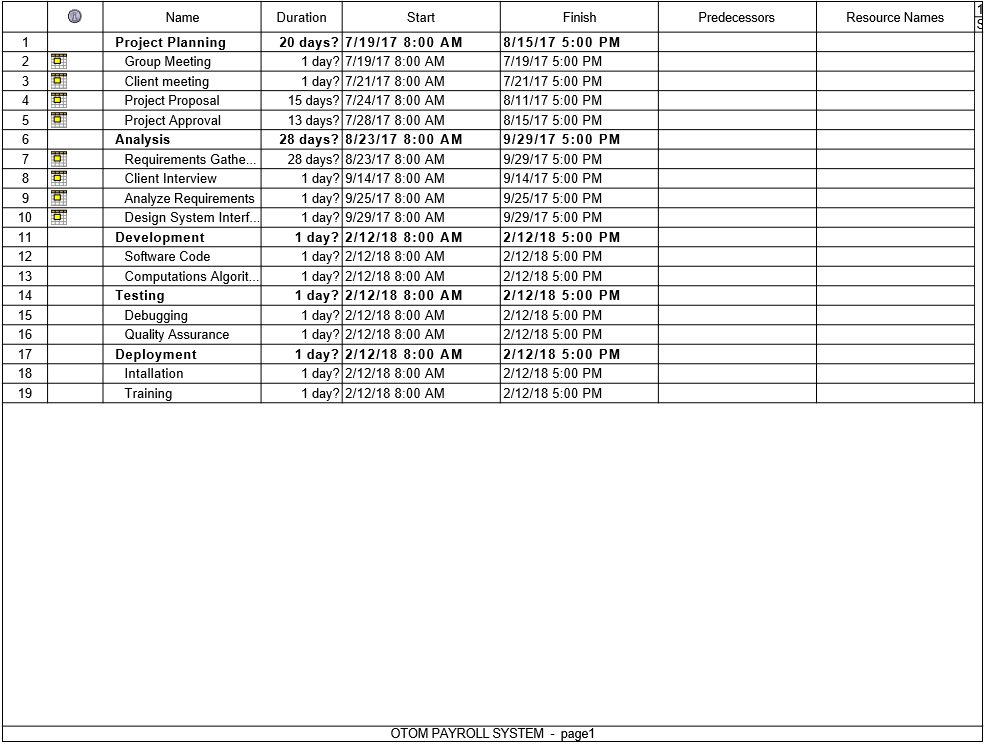 Name Duration Start Finish Predecessors Resource Names
1 Project Planning 20 days? 7/19/17 8:00 AM 8/15/17 5:00 PM
2 Group Meeting 1 day? 7/19/17 8:00 AM 7/19/17 5:00 PM
3 Client meeting 1 day? 7/21/17 8:00 AM 7/21/17 5:00 PM
4 Project Proposal 15 days? 7/24/17 8:00 AM 8/11/17 5:00 PM
5 Project Approval 13 days? 7/28/17 8:00 AM 8/15/17 5:00 PM
6 Analysis 28 days? 8/23/17 8:00 AM 9/29/17 5:00 PM
7 Requirements Gathe... 28 days? 8/23/17 8:00 AM 9/29/17 5:00 PM
8 Client Interview 1 day? 9/14/17 8:00 AM 9/14/17 5:00 PM
9 Analyze Requirements 1 day? 9/25/17 8:00 AM 9/25/17 5:00 PM
10 Design System Interf... 1 day? 9/29/17 8:00 AM 9/29/17 5:00 PM
11 Development 1 day? 2/12/18 8:00 AM 2/12/18 5:00 PM
12 Software Code 1 day? 2/12/18 8:00 AM 2/12/18 5:00 PM
13 Computations Algorit... 1 day? 2/12/18 8:00 AM 2/12/18 5:00 PM
14 Testing 1 day? 2/12/18 8:00 AM 2/12/18 5:00 PM
15 Debugging 1 day? 2/12/18 8:00 AM 2/12/18 5:00 PM
16 Quality Assurance 1 day? 2/12/18 8:00 AM 2/12/18 5:00 PM
17 Deployment 1 day? 2/12/18 8:00 AM 2/12/18 5:00 PM
18 Intallation 1 day? 2/12/18 8:00 AM 2/12/18 5:00 PM
19 Training 1 day? 2/12/18 8:00 AM 2/12/18 5:00 PM
OTOM PAYROLL SYSTEM - page1